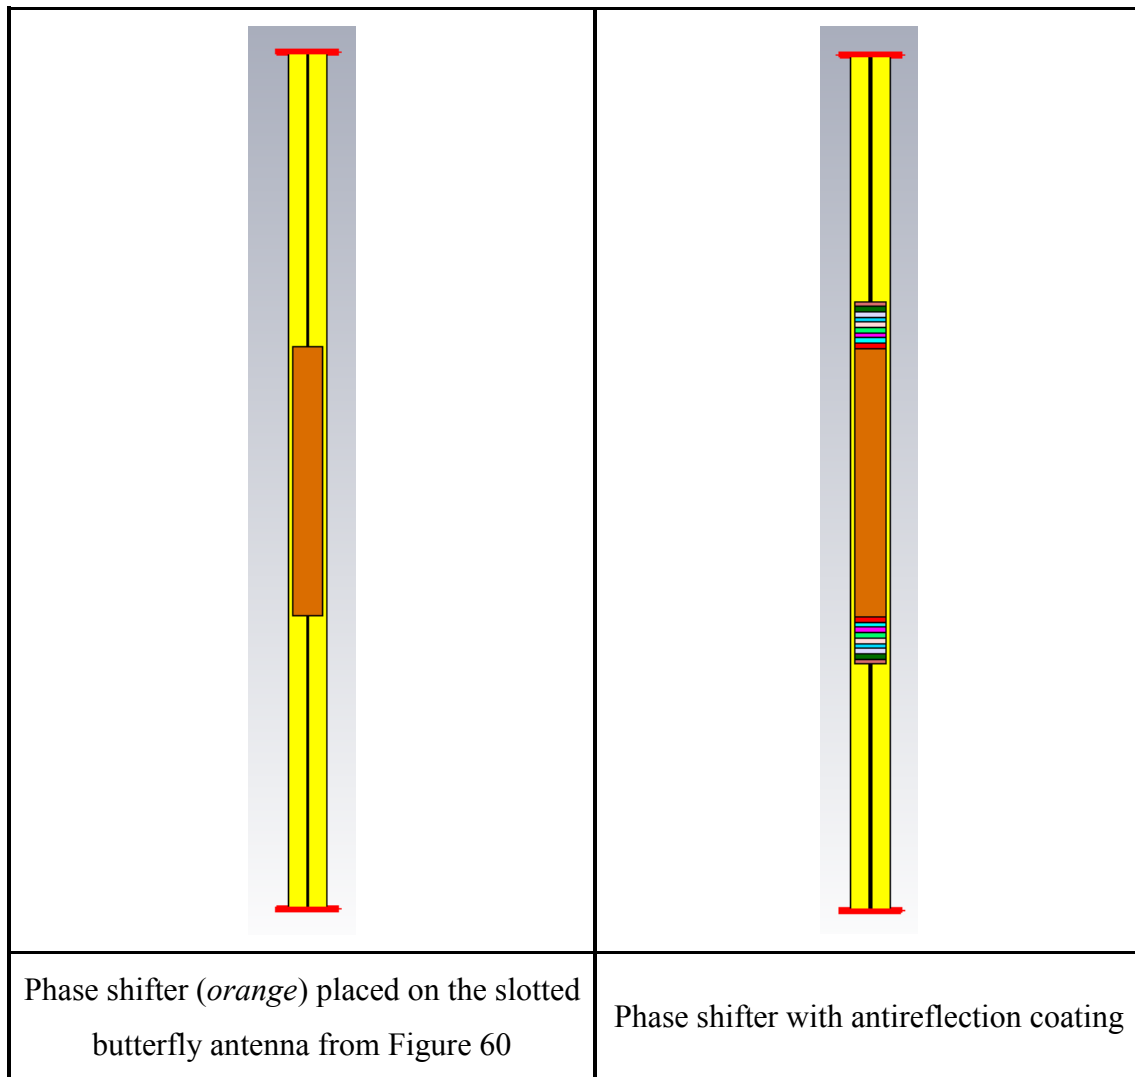 Phase shifter (orange) placed on the slotted
butterfly antenna from Figure 60
Phase shifter with antireflection coating